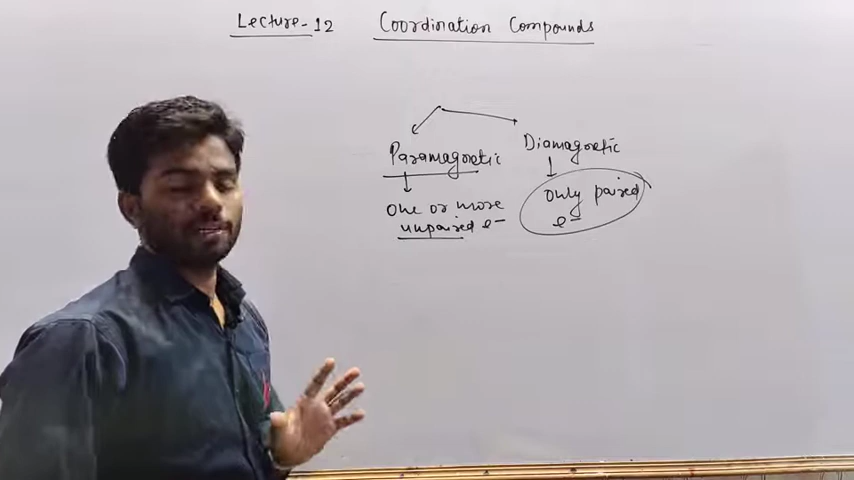 Lecture-12 Coordination Compounds
Paramagnetic
Diamagnetic
one or more
unpaired e-
only paired
e-